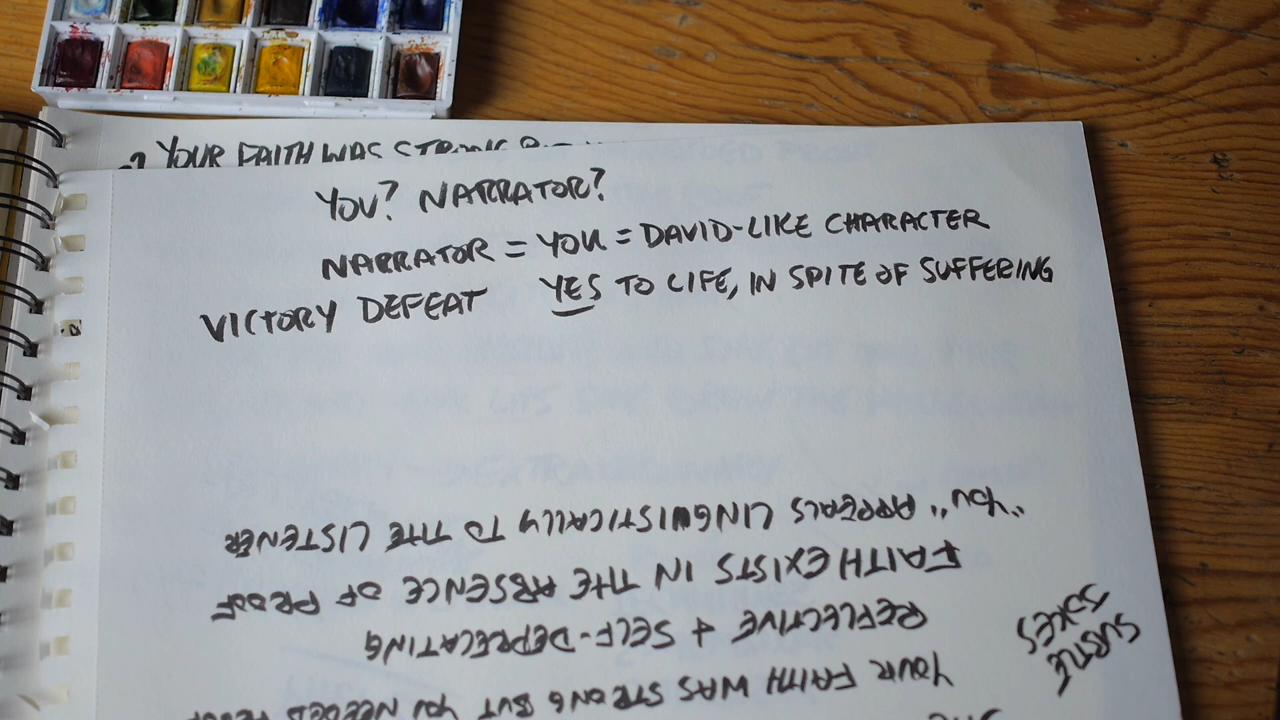 YOUR FAITH WAS STRONG
YOU? NARRATOR?
NARRATOR = YOU = DAVID-LIKE CHARACTER
VICTORY DEFEAT YES TO LIFE, IN SPITE OF SUFFERING
YOUR FAITH WAS STRONG BUT YOU NEEDED PROOF
REFLECTIVE + SELF-DEPRECATING
FAITH EXISTS IN THE ABSENCE OF PROOF
"YOU" APPEALS LINGUISTICALLY TO THE LISTENER
SUBTLE
JOKES